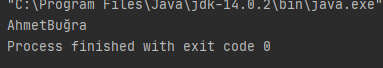 "C:\Program Files\Java\jdk-14.0.2\bin\java.exe"
AhmetBuğra
Process finished with exit code 0